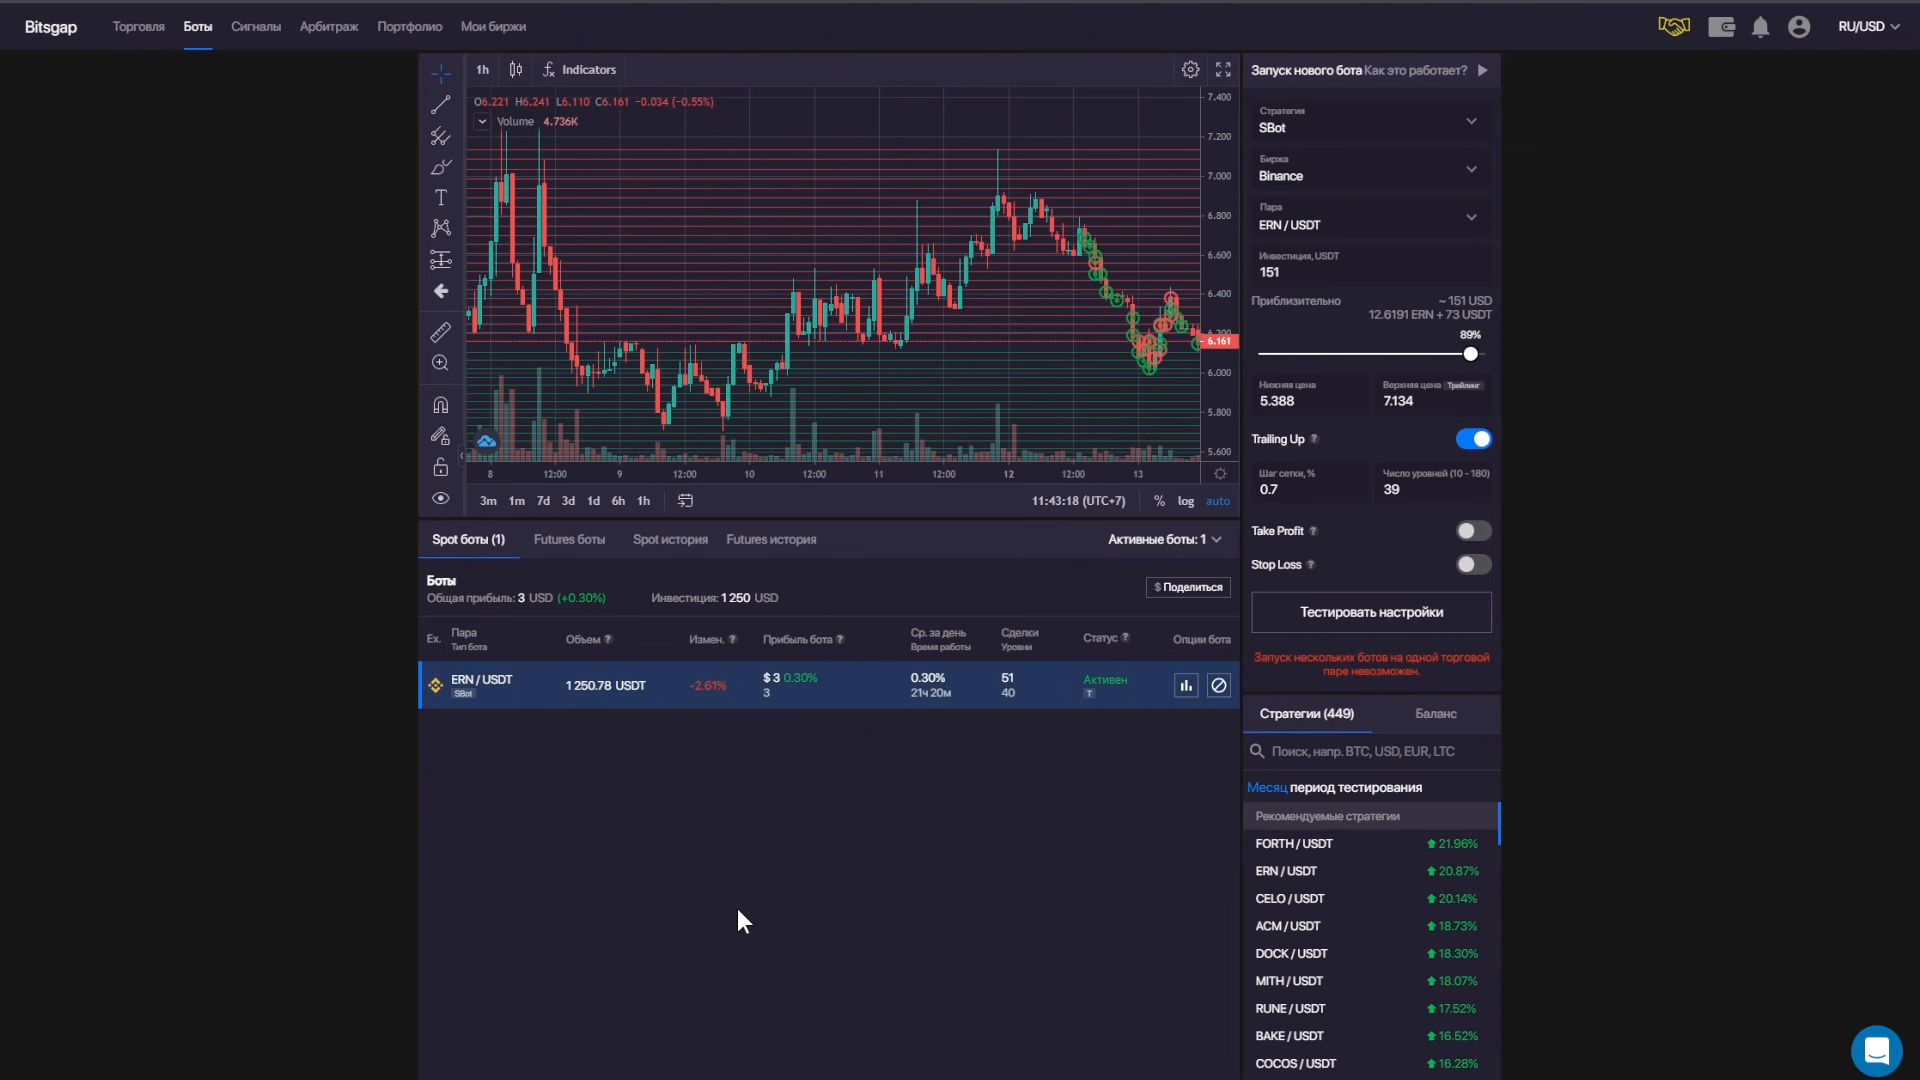 Bitsgap
Торговля
Боты
Сигналы
Арбитраж
Портфолио
Мои биржи
RU/USD
1h
Indicators
O6.221 H6.241 L6.110 C6.161 -0.034 (-0.55%)
Volume 4.736K
7.400
7.200
7.000
6.800
6.600
6.400
6.200
6.161
6.000
5.800
5.600
8
12:00
9
12:00
10
12:00
11
12:00
12
12:00
13
3m
1m
7d
3d
1d
6h
1h
11:43:18 (UTC+7)
%
log
auto
Spot боты (1)
Futures боты
Spot история
Futures история
Активные боты: 1
Боты
Общая прибыль: 3 USD (+0.30%)
Инвестиция: 1 250 USD
$ Поделиться
Ex.
Пара
Тип бота
Объем ?
Измен. ?
Прибыль бота ?
Ср. за день
Время работы
Сделки
Уровни
Статус ?
Опции бота
ERN / USDT
SBot
1 250.78 USDT
-2.61%
$ 3 0.30%
3
0.30%
21ч 20м
51
40
Активен
T
Запуск нового бота
Как это работает?
Стратегия
SBot
Биржа
Binance
Пара
ERN / USDT
Инвестиция, USDT
151
Приблизительно
~ 151 USD
12.6191 ERN + 73 USDT
89%
Нижняя цена
5.388
Верхняя цена Трейлинг
7.134
Trailing Up ?
Шаг сетки, %
0.7
Число уровней (10 - 180)
39
Take Profit ?
Stop Loss ?
Тестировать настройки
Запуск нескольких ботов на одной торговой
паре невозможен.
Стратегии (449)
Баланс
Поиск, напр. BTC, USD, EUR, LTC
Месяц период тестирования
Рекомендуемые стратегии
FORTH / USDT 21.96%
ERN / USDT 20.87%
CELO / USDT 20.14%
ACM / USDT 18.73%
DOCK / USDT 18.30%
MITH / USDT 18.07%
RUNE / USDT 17.52%
BAKE / USDT 16.52%
COCOS / USDT 16.28%